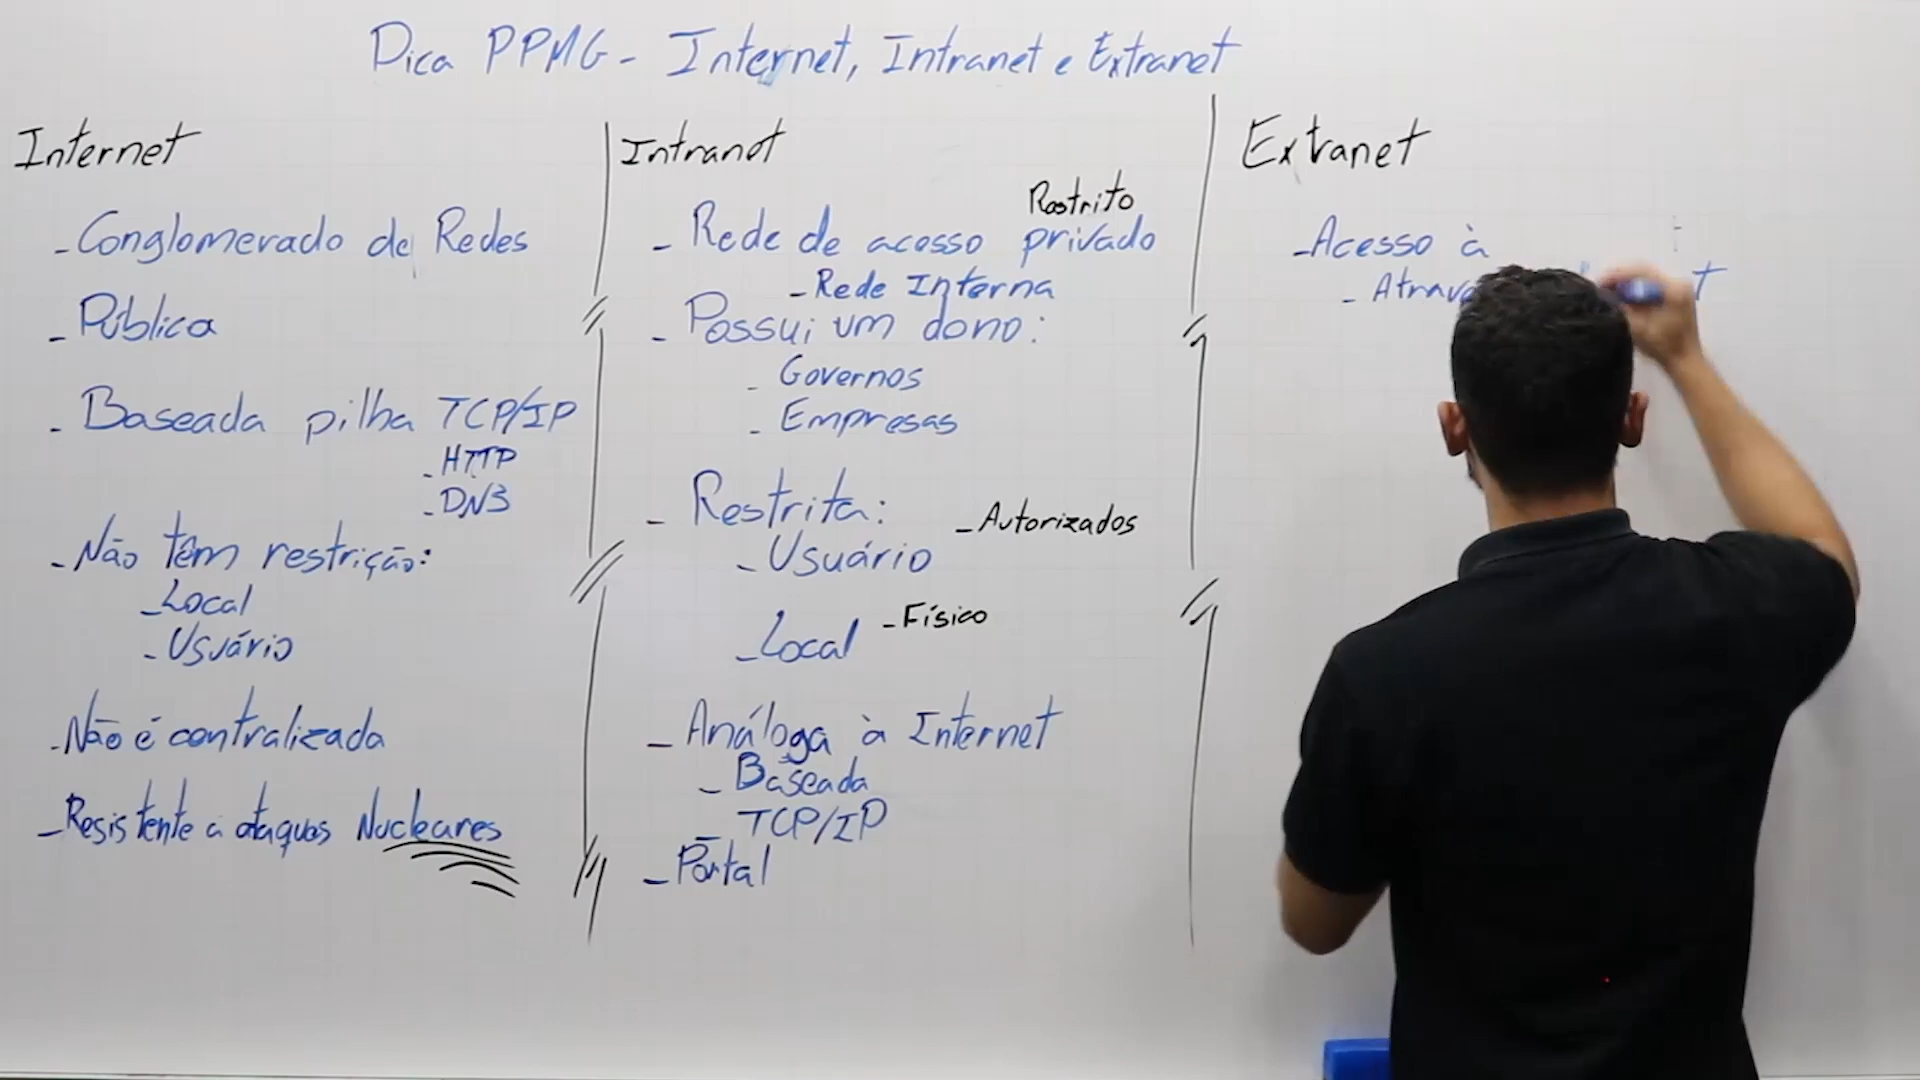 Dica PPMG - Internet, Intranet e Extranet
Internet
- Conglomerado de Redes
- Pública
- Baseada pilha TCP/IP
- HTTP
- DNS
- Não têm restrição:
- Local
- Usuário
- Não é centralizada
- Resistente a ataques Nucleares
Intranet
Restrito
- Rede de acesso privado
- Rede Interna
- Possui um dono:
- Governos
- Empresas
- Restrita:
- Autorizados
- Usuário
- Físico
- Local
- Análoga à Internet
- Baseada
TCP/IP
- Portal
Extranet
- Acesso à
-